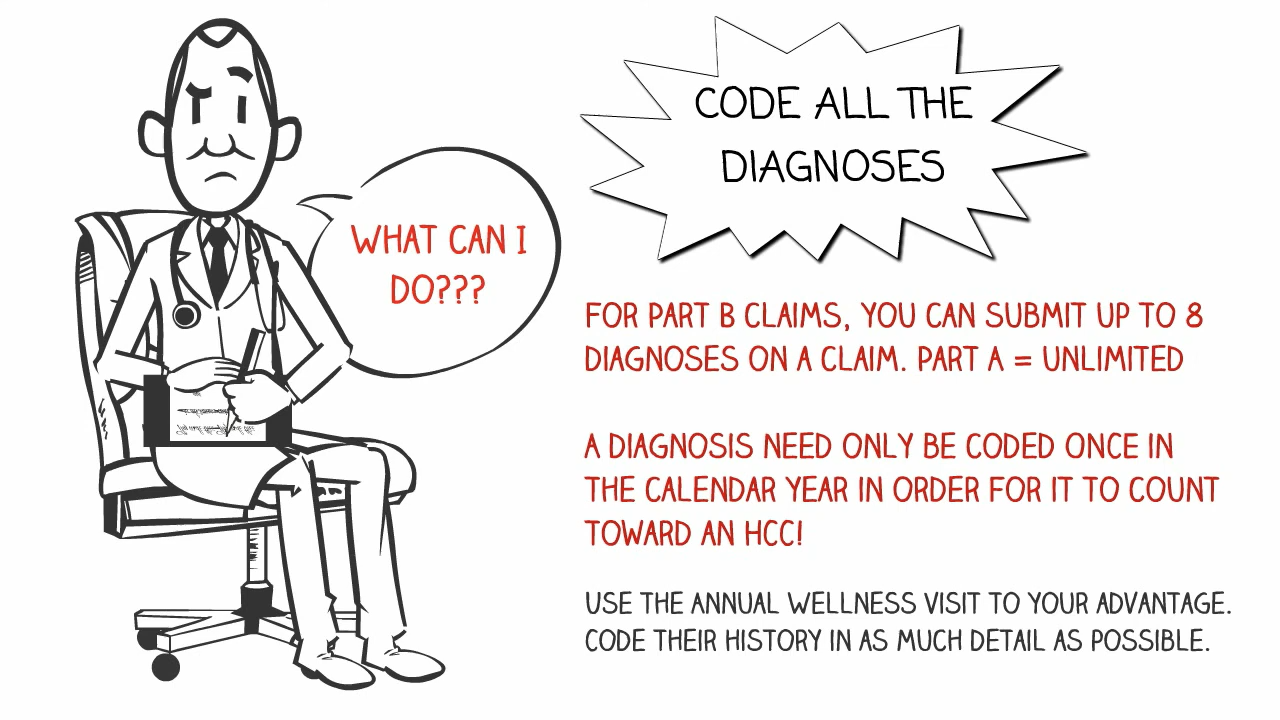 CODE ALL THE
DIAGNOSES
WHAT CAN I
DO???
FOR PART B CLAIMS, YOU CAN SUBMIT UP TO 8
DIAGNOSES ON A CLAIM. PART A = UNLIMITED
A DIAGNOSIS NEED ONLY BE CODED ONCE IN
THE CALENDAR YEAR IN ORDER FOR IT TO COUNT
TOWARD AN HCC!
USE THE ANNUAL WELLNESS VISIT TO YOUR ADVANTAGE.
CODE THEIR HISTORY IN AS MUCH DETAIL AS POSSIBLE.